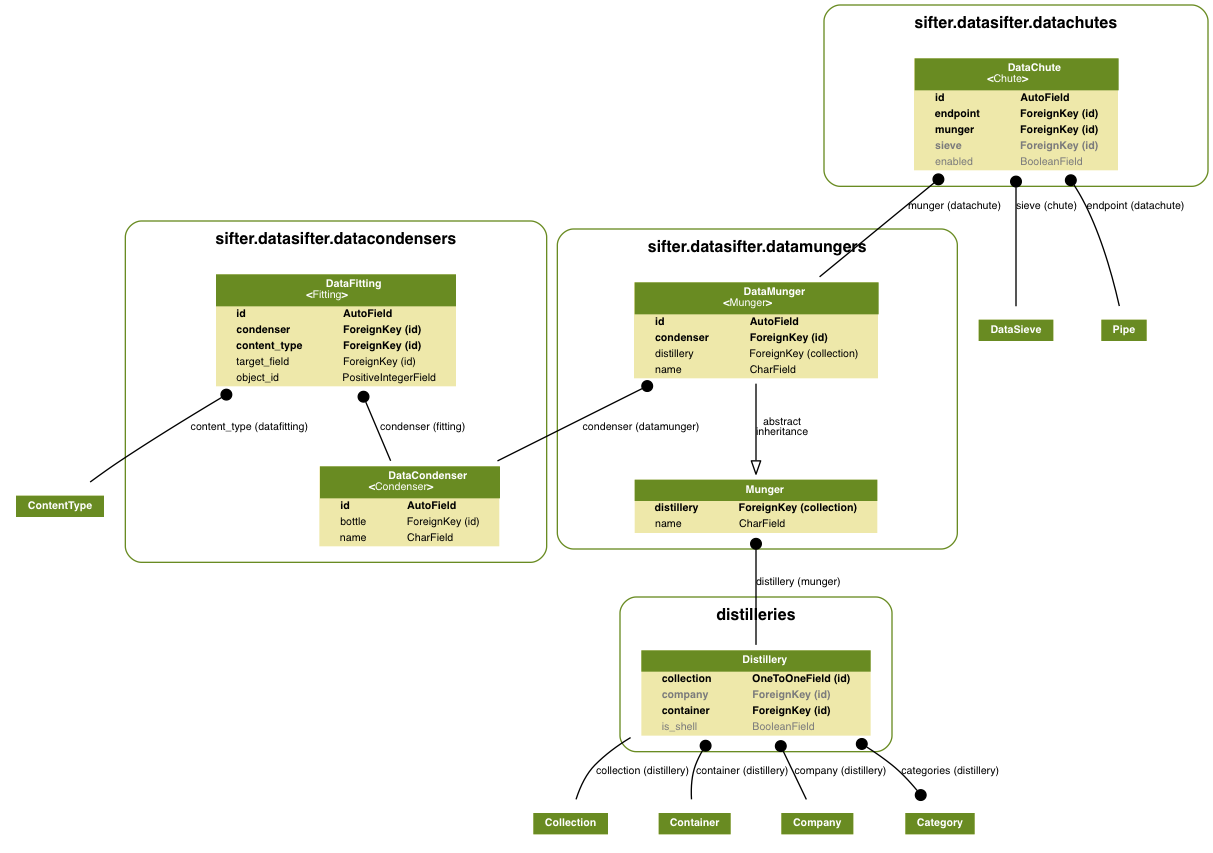 sifter.datasifter.datachutes
DataChute
<Chute>
id AutoField
endpoint ForeignKey (id)
munger ForeignKey (id)
sieve ForeignKey (id)
enabled BooleanField
munger (datachute) sieve (chute) endpoint (datachute)
DataSieve Pipe
sifter.datasifter.datacondensers
DataFitting
<Fitting>
id AutoField
condenser ForeignKey (id)
content_type ForeignKey (id)
target_field ForeignKey (id)
object_id PositiveIntegerField
content_type (datafitting) condenser (fitting)
ContentType
DataCondenser
<Condenser>
id AutoField
bottle ForeignKey (id)
name CharField
sifter.datasifter.datamungers
DataMunger
<Munger>
id AutoField
condenser ForeignKey (id)
distillery ForeignKey (collection)
name CharField
condenser (datamunger)
abstract
inheritance
Munger
distillery ForeignKey (collection)
name CharField
distillery (munger)
distilleries
Distillery
collection OneToOneField (id)
company ForeignKey (id)
container ForeignKey (id)
is_shell BooleanField
collection (distillery) container (distillery) company (distillery) categories (distillery)
Collection Container Company Category